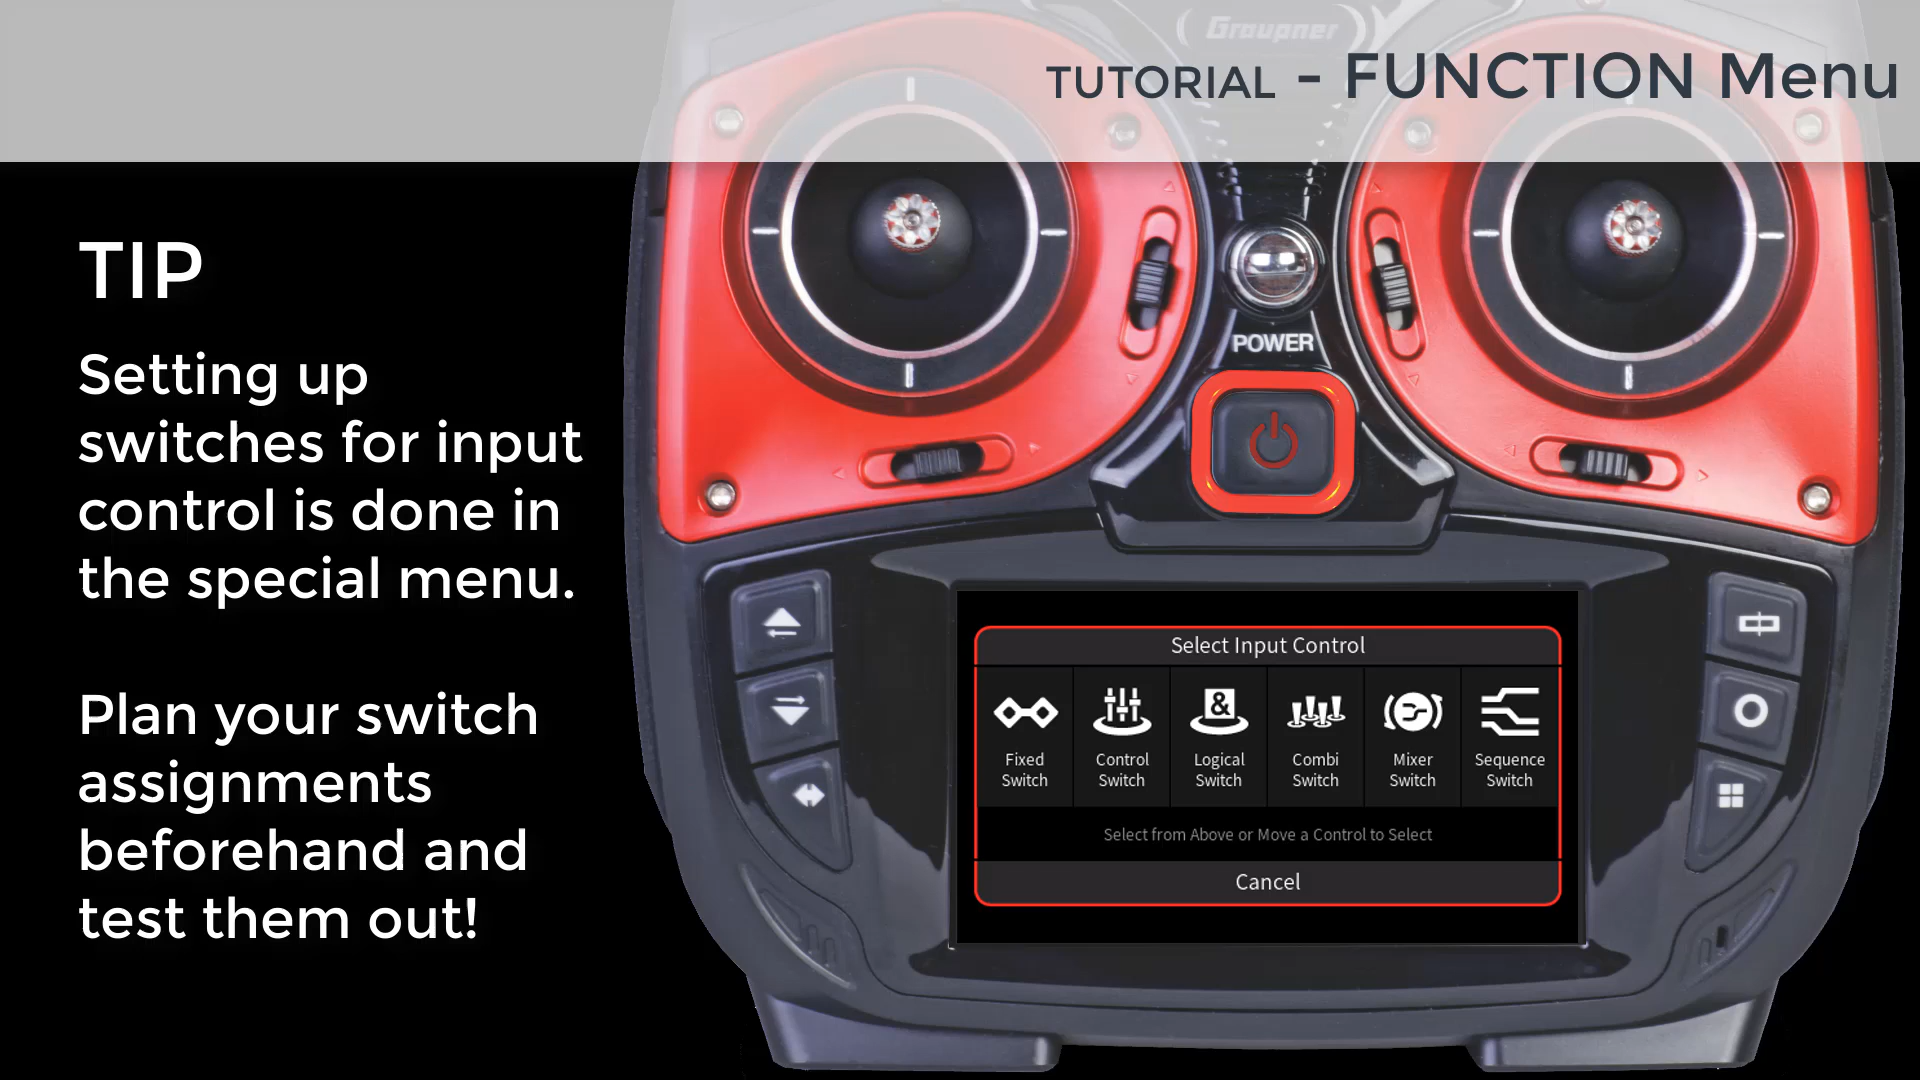 Graupner
TUTORIAL - FUNCTION Menu
TIP
Setting up
switches for input
control is done in
the special menu.
Plan your switch
assignments
beforehand and
test them out!
POWER
Select Input Control
Fixed Switch
Control Switch
Logical Switch
Combi Switch
Mixer Switch
Sequence Switch
Select from Above or Move a Control to Select
Cancel